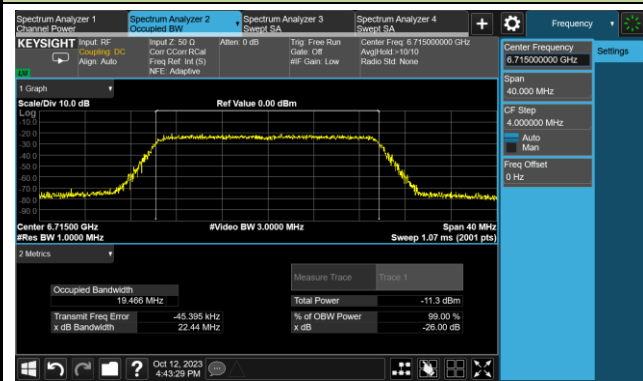 Spectrum Analyzer 1
Channel Power
Spectrum Analyzer 2
Occupied BW
Spectrum Analyzer 3
Swept SA
Spectrum Analyzer 4
Swept SA
+
Frequency
KEYSIGHT
Input: RF
Coupling: DC
Align: Auto
Input Z: 50 Ω
Corr CCorr RCal
Freq Ref: Int (S)
NFE: Adaptive
Atten: 0 dB
Trig: Free Run
Gate: Off
#IF Gain: Low
Center Freq: 6.715000000 GHz
Avg|Hold:>10/10
Radio Std: None
Center Frequency
6.715000000 GHz
Settings
Span
40.000 MHz
CF Step
4.000000 MHz
Auto
Man
Freq Offset
0 Hz
1 Graph
Scale/Div 10.0 dB
Ref Value 0.00 dBm
Log
-10.0
-20.0
-30.0
-40.0
-50.0
-60.0
-70.0
-80.0
-90.0
Center 6.71500 GHz
#Video BW 3.0000 MHz
Span 40 MHz
#Res BW 1.0000 MHz
Sweep 1.07 ms (2001 pts)
2 Metrics
Measure Trace
Trace 1
Occupied Bandwidth
19.466 MHz
Total Power
-11.3 dBm
Transmit Freq Error
-45.395 kHz
% of OBW Power
99.00 %
x dB Bandwidth
22.44 MHz
x dB
-26.00 dB
?
Oct 12, 2023
4:43:29 PM